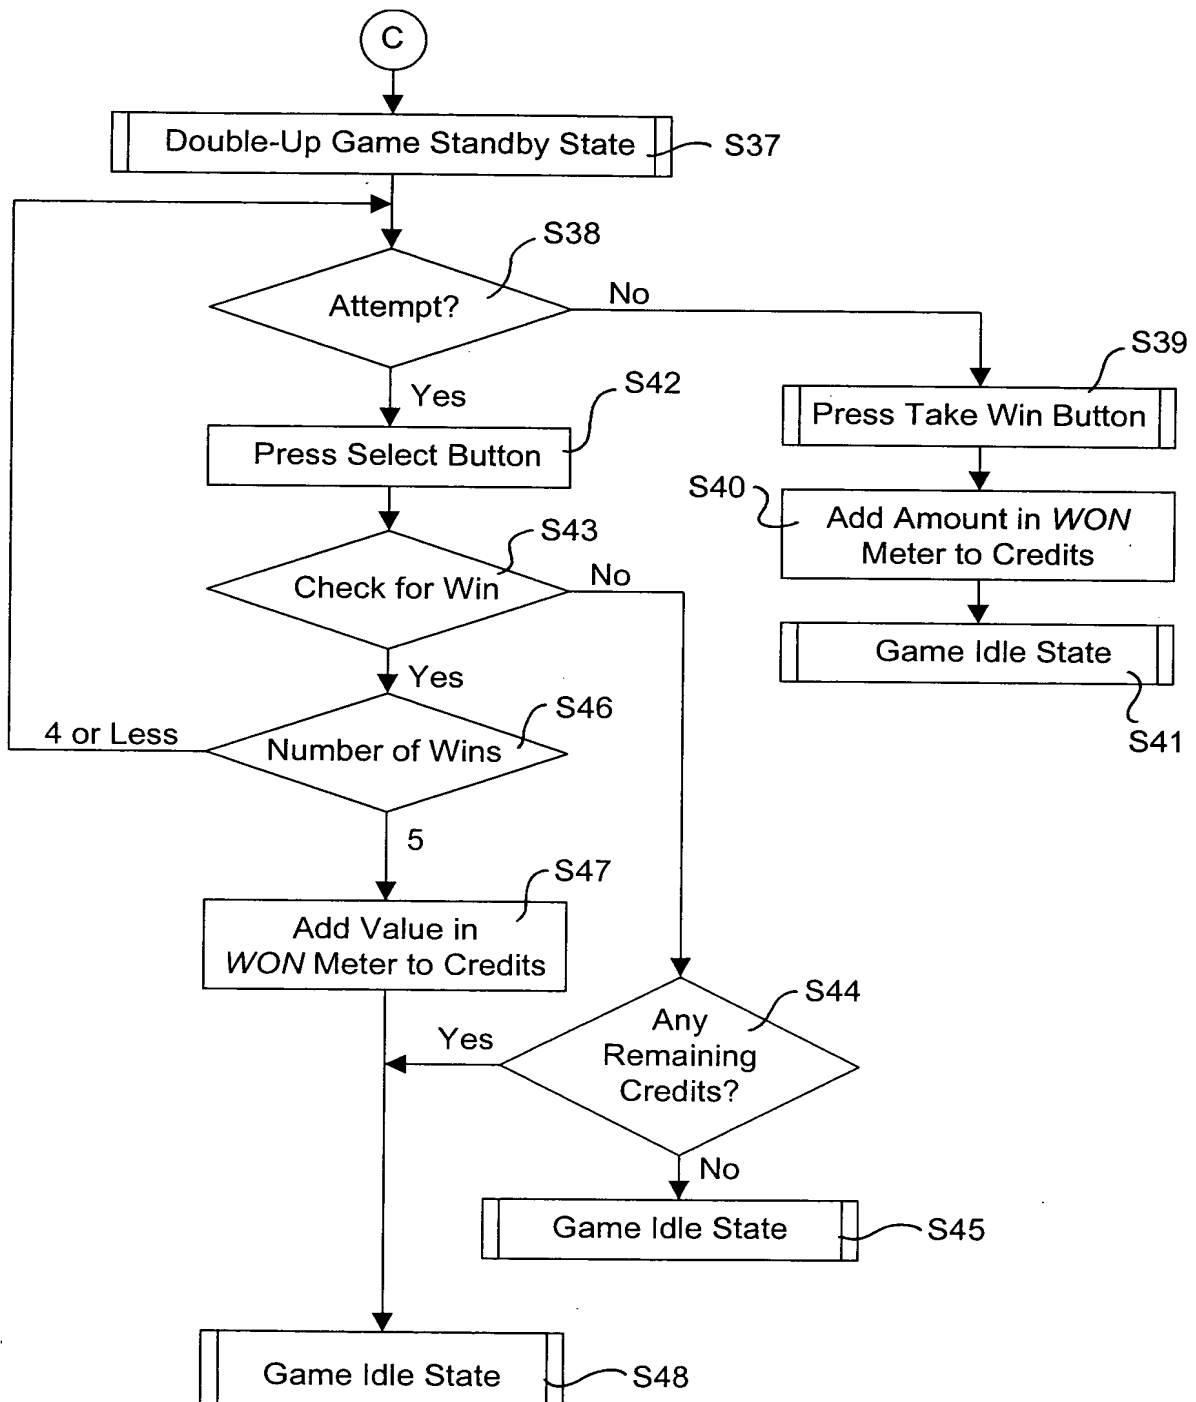 C
Double-Up Game Standby State
S37
S38
Attempt?
No
S39
Yes
S42
Press Take Win Button
Press Select Button
S40
Add Amount in WON
Meter to Credits
S43
Check for Win
No
Game Idle State
S41
Yes
S46
4 or Less
Number of Wins
5
S47
Add Value in
WON Meter to Credits
S44
Any
Remaining
Credits?
Yes
No
Game Idle State
S45
Game Idle State
S48